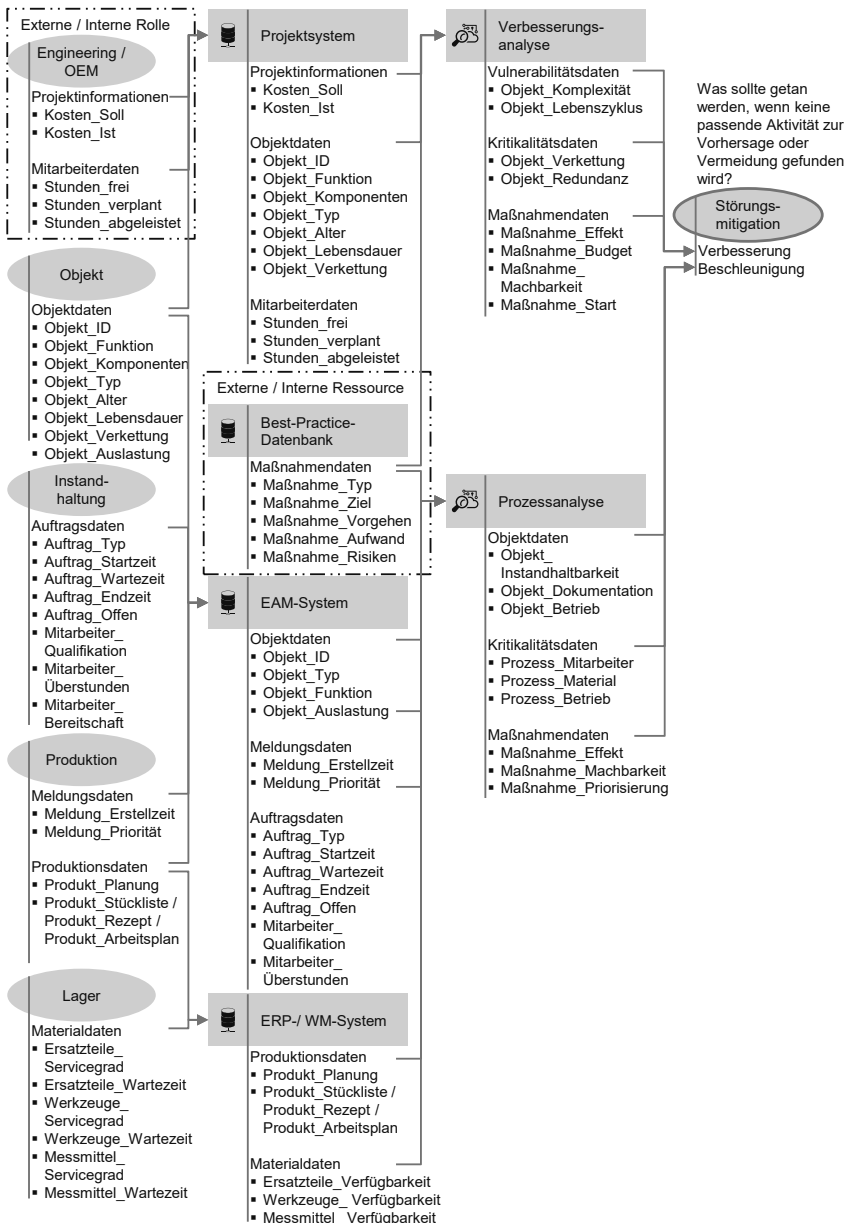 Externe / Interne Rolle
Engineering /
OEM
Projektinformationen
▪ Kosten_Soll
▪ Kosten_Ist
Mitarbeiterdaten
▪ Stunden_frei
▪ Stunden_verplant
▪ Stunden_abgeleistet
Objekt
Objektdaten
▪ Objekt_ID
▪ Objekt_Funktion
▪ Objekt_Komponenten
▪ Objekt_Typ
▪ Objekt_Alter
▪ Objekt_Lebensdauer
▪ Objekt_Verkettung
▪ Objekt_Auslastung
Instand-
haltung
Auftragsdaten
▪ Auftrag_Typ
▪ Auftrag_Startzeit
▪ Auftrag_Wartezeit
▪ Auftrag_Endzeit
▪ Auftrag_Offen
▪ Mitarbeiter_
Qualifikation
▪ Mitarbeiter_
Überstunden
▪ Mitarbeiter_
Bereitschaft
Produktion
Meldungsdaten
▪ Meldung_Erstellzeit
▪ Meldung_Priorität
Produktionsdaten
▪ Produkt_Planung
▪ Produkt_Stückliste /
Produkt_Rezept /
Produkt_Arbeitsplan
Lager
Materialdaten
▪ Ersatzteile_
Servicegrad
▪ Ersatzteile_Wartezeit
▪ Werkzeuge_
Servicegrad
▪ Werkzeuge_Wartezeit
▪ Messmittel_
Servicegrad
▪ Messmittel_Wartezeit
Projektsystem
Projektinformationen
▪ Kosten_Soll
▪ Kosten_Ist
Objektdaten
▪ Objekt_ID
▪ Objekt_Funktion
▪ Objekt_Komponenten
▪ Objekt_Typ
▪ Objekt_Alter
▪ Objekt_Lebensdauer
▪ Objekt_Verkettung
Mitarbeiterdaten
▪ Stunden_frei
▪ Stunden_verplant
▪ Stunden_abgeleistet
Externe / Interne Ressource
Best-Practice-
Datenbank
Maßnahmendaten
▪ Maßnahme_Typ
▪ Maßnahme_Ziel
▪ Maßnahme_Vorgehen
▪ Maßnahme_Aufwand
▪ Maßnahme_Risiken
EAM-System
Objektdaten
▪ Objekt_ID
▪ Objekt_Typ
▪ Objekt_Funktion
▪ Objekt_Auslastung
Meldungsdaten
▪ Meldung_Erstellzeit
▪ Meldung_Priorität
Auftragsdaten
▪ Auftrag_Typ
▪ Auftrag_Startzeit
▪ Auftrag_Wartezeit
▪ Auftrag_Endzeit
▪ Auftrag_Offen
▪ Mitarbeiter_
Qualifikation
▪ Mitarbeiter_
Überstunden
ERP-/ WM-System
Produktionsdaten
▪ Produkt_Planung
▪ Produkt_Stückliste /
Produkt_Rezept /
Produkt_Arbeitsplan
Materialdaten
▪ Ersatzteile_Verfügbarkeit
▪ Werkzeuge_ Verfügbarkeit
▪ Messmittel_ Verfügbarkeit
Verbesserungs-
analyse
Vulnerabilitätsdaten
▪ Objekt_Komplexität
▪ Objekt_Lebenszyklus
Kritikalitätsdaten
▪ Objekt_Verkettung
▪ Objekt_Redundanz
Maßnahmendaten
▪ Maßnahme_Effekt
▪ Maßnahme_Budget
▪ Maßnahme_
Machbarkeit
▪ Maßnahme_Start
Prozessanalyse
Objektdaten
▪ Objekt_
Instandhaltbarkeit
▪ Objekt_Dokumentation
▪ Objekt_Betrieb
Kritikalitätsdaten
▪ Prozess_Mitarbeiter
▪ Prozess_Material
▪ Prozess_Betrieb
Maßnahmendaten
▪ Maßnahme_Effekt
▪ Maßnahme_Machbarkeit
▪ Maßnahme_Priorisierung
Was sollte getan
werden, wenn keine
passende Aktivität zur
Vorhersage oder
Vermeidung gefunden
wird?
Störungs-
mitigation
Verbesserung
Beschleunigung